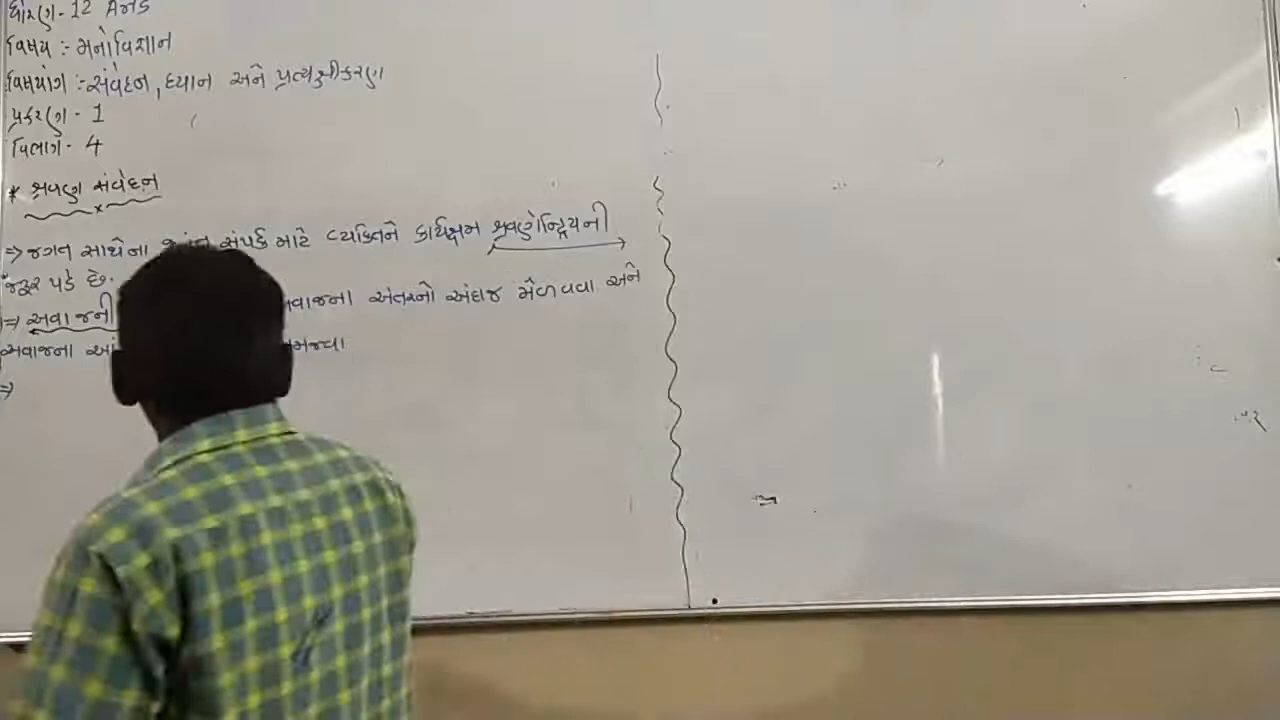 ધોરણ- 12 Arts
વિષય :- મનોવિજ્ઞાન
વિષયાંગ :- સંવેદન, ધ્યાન અને પ્રત્યક્ષીકરણ
પ્રકરણ - 1
વિભાગ- 4
* શ્રવણ સંવેદન
⇒ જગત સાથેના સંપર્ક માટે વ્યક્તિને કાર્યક્ષમ શ્રવણેન્દ્રિયની
જરૂર પડે છે.
⇒ અવાજની અવાજના અંતરનો અંદાજ મેળવવા અને
અવાજના સમજવા
⇒